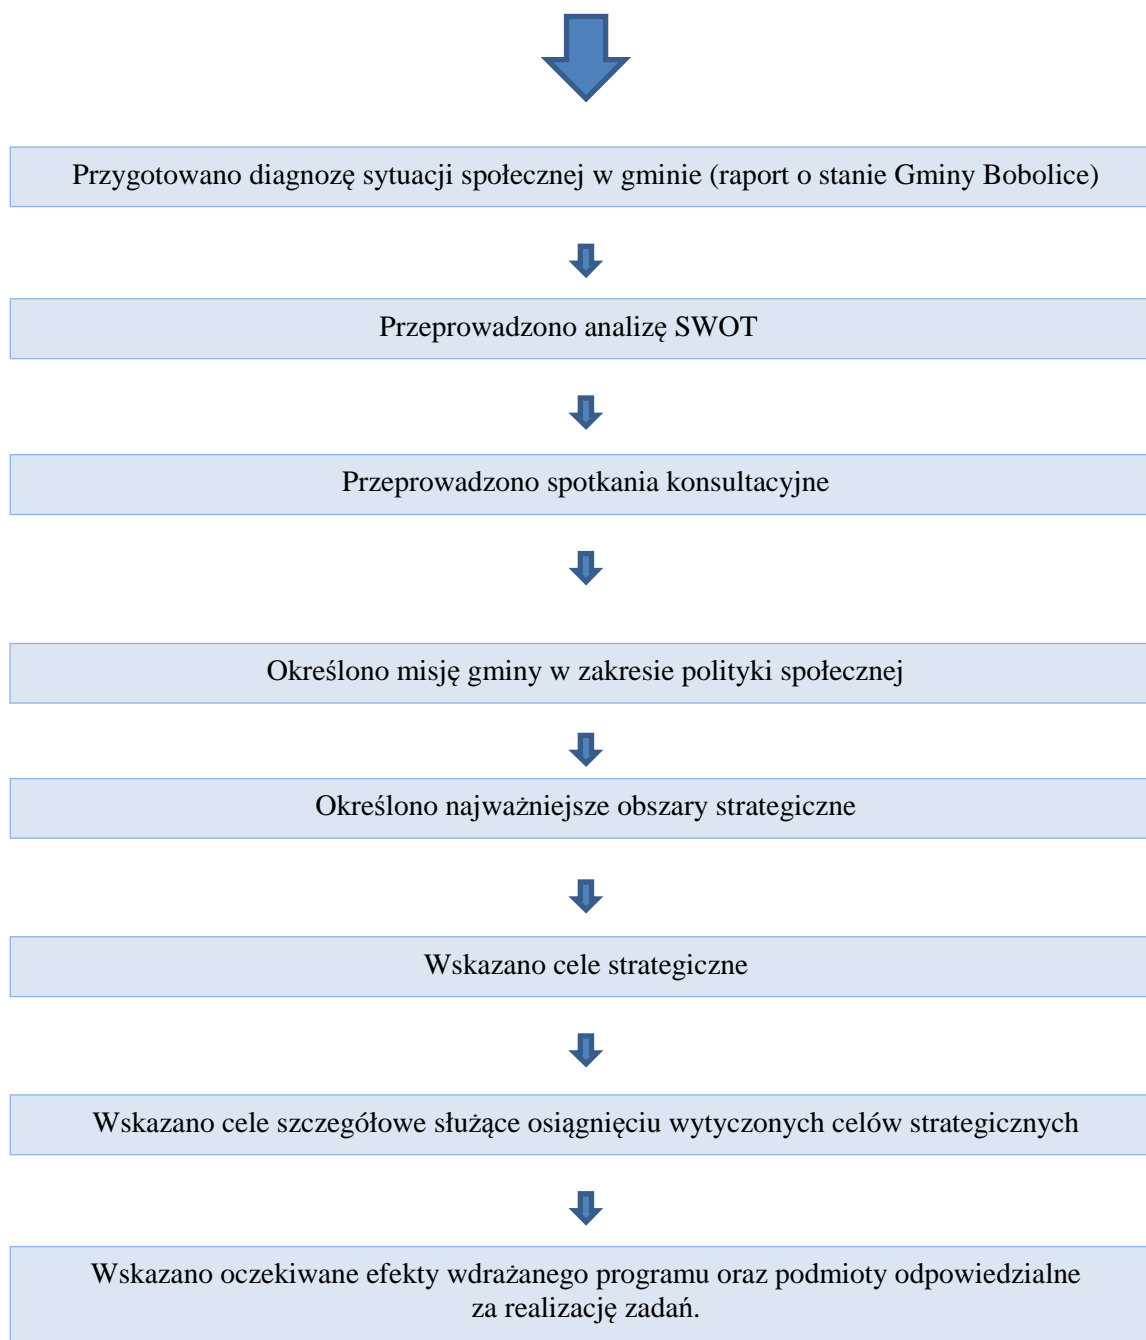 Przygotowano diagnozę sytuacji społecznej w gminie (raport o stanie Gminy Bobolice)
Przeprowadzono analizę SWOT
Przeprowadzono spotkania konsultacyjne
Określono misję gminy w zakresie polityki społecznej
Określono najważniejsze obszary strategiczne
Wskazano cele strategiczne
Wskazano cele szczegółowe służące osiągnięciu wytyczonych celów strategicznych
Wskazano oczekiwane efekty wdrażanego programu oraz podmioty odpowiedzialne
za realizację zadań.